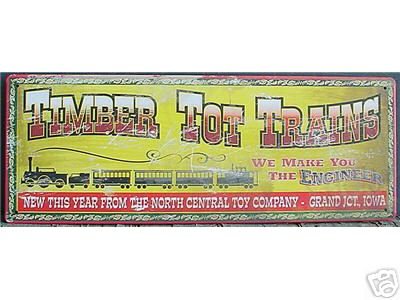 TIMBER TOT TRAINS
WE MAKE YOU
THE ENGINEER
NEW THIS YEAR FROM THE NORTH CENTRAL TOY COMPANY - GRAND JCT, IOWA